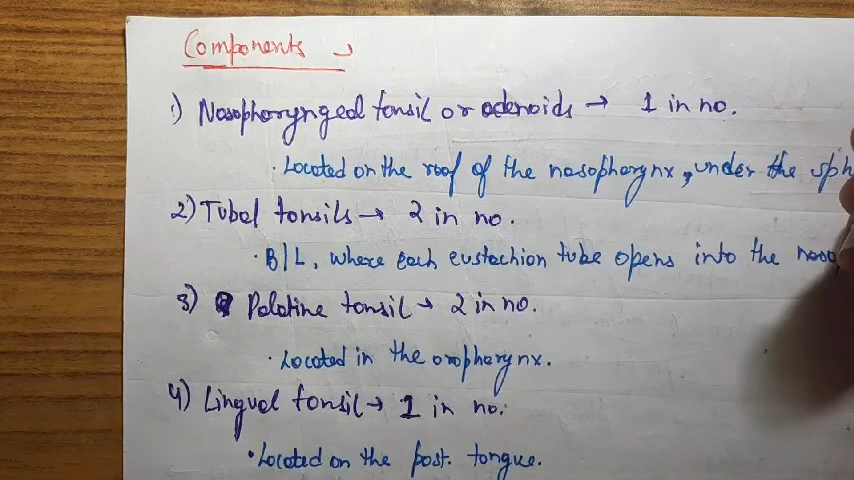 Components →
1) Nasopharyngeal tonsil or adenoids → 1 in no.
· Located on the roof of the nasopharynx, under the sph
2) Tubal tonsils → 2 in no.
· B/L, where each eustachian tube opens into the naso
3) Palatine tonsil → 2 in no.
· Located in the oropharynx.
4) Lingual tonsil → 1 in no.
· Located on the post. tongue.